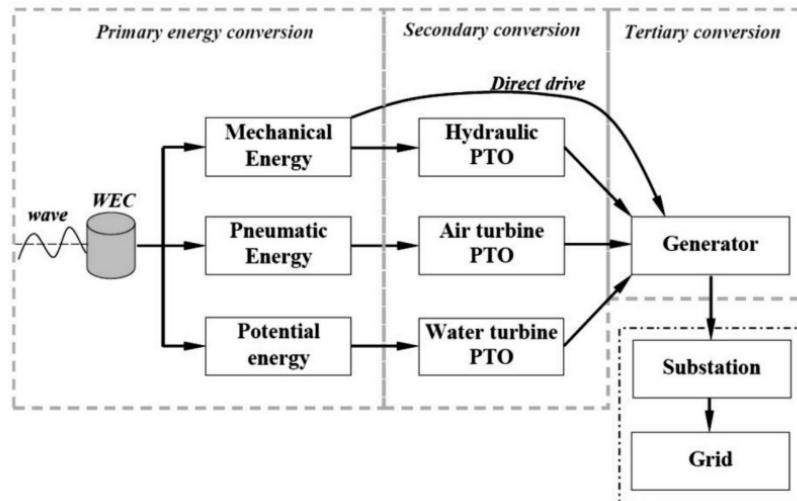 Primary energy conversion
Secondary conversion
Tertiary conversion
Direct drive
Mechanical
Energy
Hydraulic
PTO
wave
WEC
Pneumatic
Energy
Air turbine
PTO
Generator
Potential
energy
Water turbine
PTO
Substation
Grid